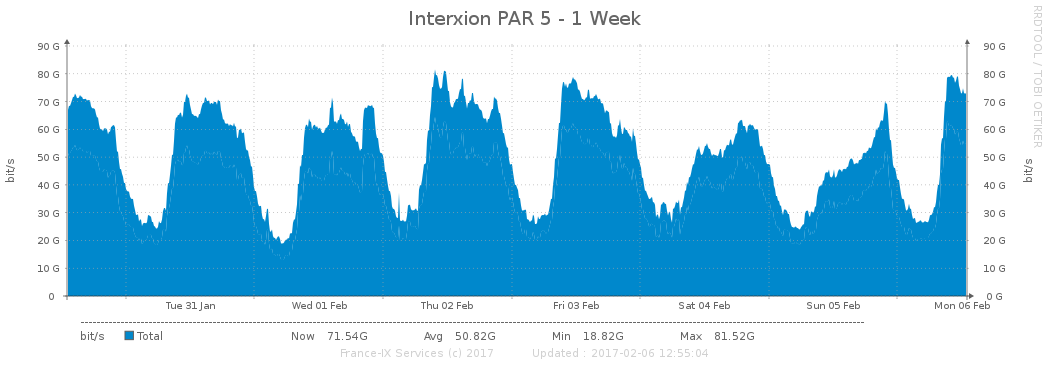 Interxion PAR 5 - 1 Week
RRDTOOL / TOBI OETIKER
bit/s
90 G 90 G
80 G 80 G
70 G 70 G
60 G 60 G
50 G 50 G
40 G 40 G
30 G 30 G
20 G 20 G
10 G 10 G
0 0 G
bit/s
Tue 31 Jan Wed 01 Feb Thu 02 Feb Fri 03 Feb Sat 04 Feb Sun 05 Feb Mon 06 Feb
bit/s Total Now 71.54G Avg 50.82G Min 18.82G Max 81.52G
France-IX Services (c) 2017 Updated : 2017-02-06 12:55:04